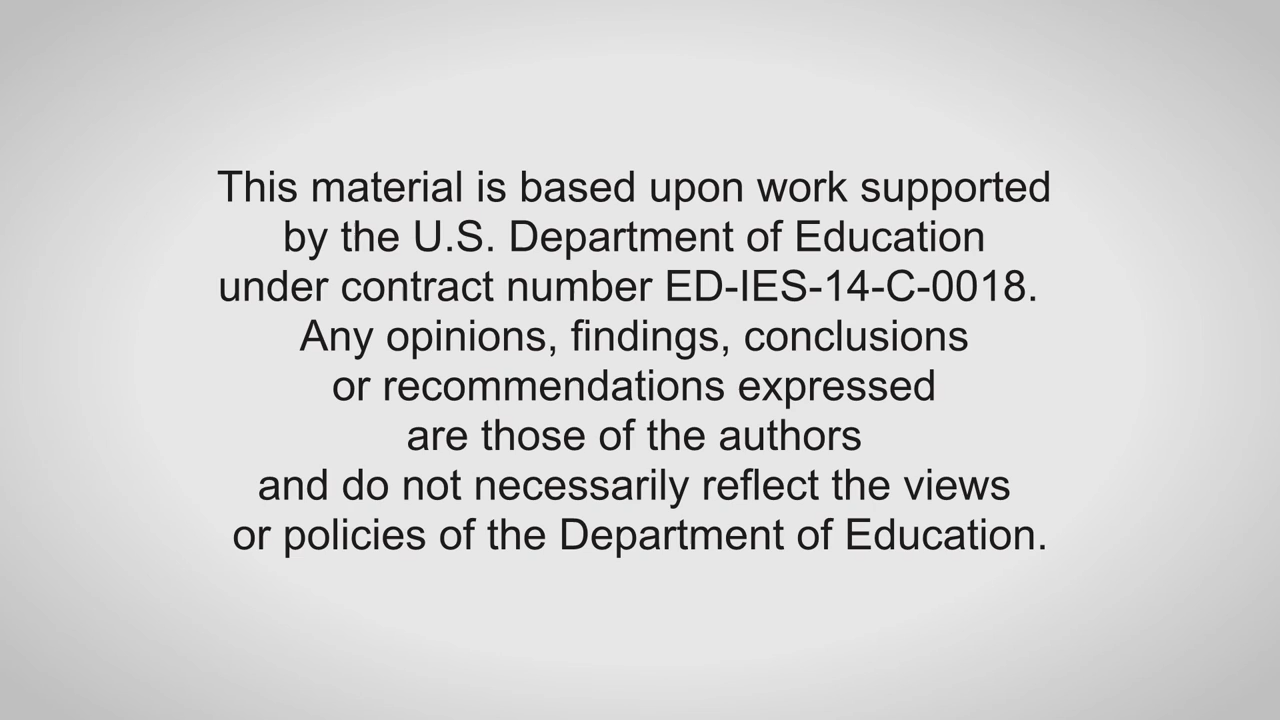 This material is based upon work supported
by the U.S. Department of Education
under contract number ED-IES-14-C-0018.
Any opinions, findings, conclusions
or recommendations expressed
are those of the authors
and do not necessarily reflect the views
or policies of the Department of Education.